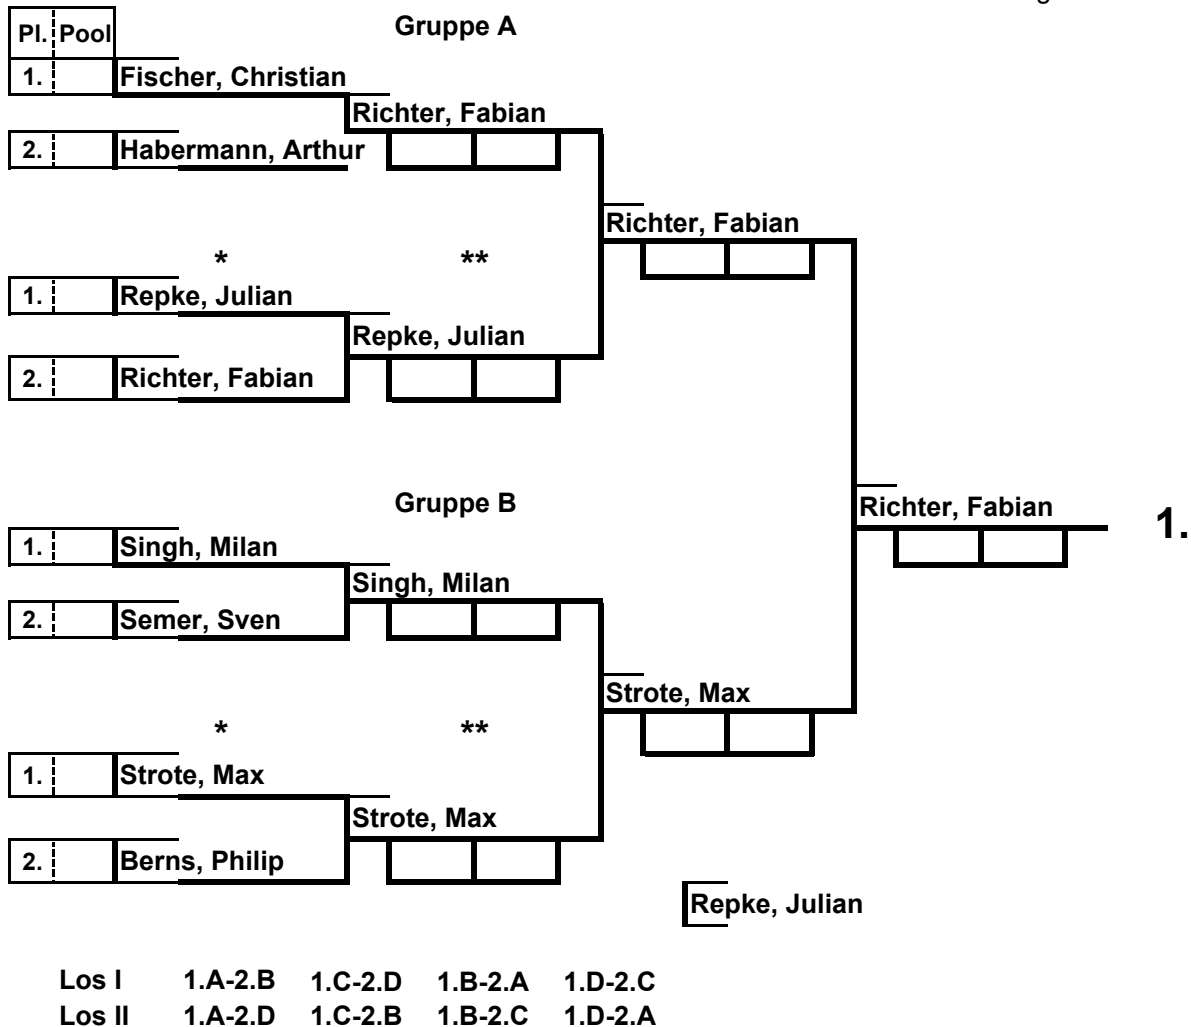 Pl. Pool
Gruppe A
1. Fischer, Christian
Richter, Fabian
2. Habermann, Arthur
Richter, Fabian
* **
1. Repke, Julian
Repke, Julian
2. Richter, Fabian
Gruppe B
Richter, Fabian 1.
1. Singh, Milan
Singh, Milan
2. Semer, Sven
Strote, Max
* **
1. Strote, Max
Strote, Max
2. Berns, Philip
Repke, Julian
Los I 1.A-2.B 1.C-2.D 1.B-2.A 1.D-2.C
Los II 1.A-2.D 1.C-2.B 1.B-2.C 1.D-2.A